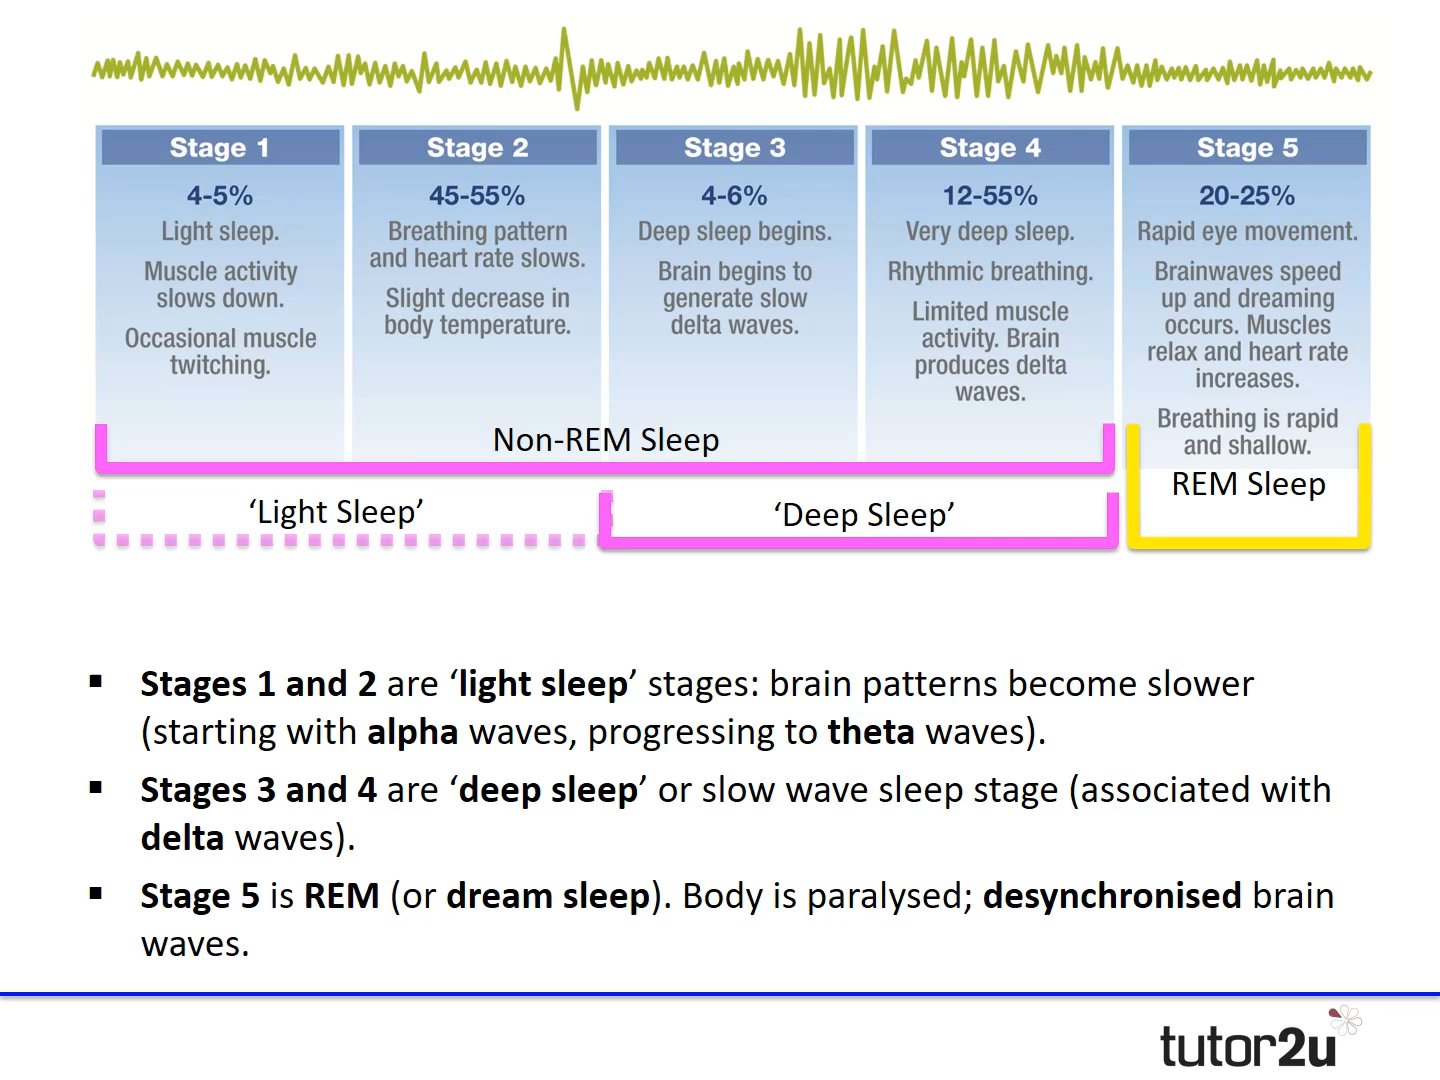 Stage 1
4-5%
Light sleep.
Muscle activity
slows down.
Occasional muscle
twitching.
Stage 2
45-55%
Breathing pattern
and heart rate slows.
Slight decrease in
body temperature.
Stage 3
4-6%
Deep sleep begins.
Brain begins to
generate slow
delta waves.
Stage 4
12-55%
Very deep sleep.
Rhythmic breathing.
Limited muscle
activity. Brain
produces delta
waves.
Stage 5
20-25%
Rapid eye movement.
Brainwaves speed
up and dreaming
occurs. Muscles
relax and heart rate
increases.
Breathing is rapid
and shallow.
Non-REM Sleep
REM Sleep
‘Light Sleep’
‘Deep Sleep’
▪ Stages 1 and 2 are ‘light sleep’ stages: brain patterns become slower
(starting with alpha waves, progressing to theta waves).
▪ Stages 3 and 4 are ‘deep sleep’ or slow wave sleep stage (associated with
delta waves).
▪ Stage 5 is REM (or dream sleep). Body is paralysed; desynchronised brain
waves.
tutor2u